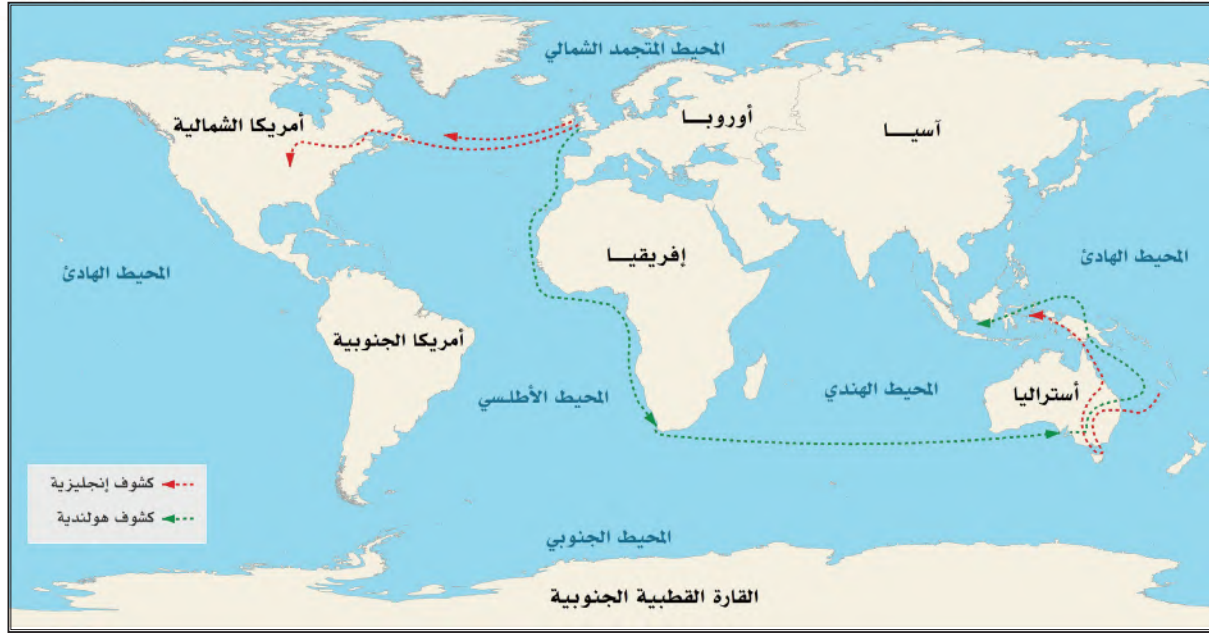 المحيط المتجمد الشمالي
أوروبــا
آسيــا
أمريكا الشمالية
إفريقيــا
المحيط الهادئ
المحيط الهادئ
أمريكا الجنوبية
المحيط الهندي
المحيط الأطلسي
أستراليا
كشوف إنجليزية
كشوف هولندية
المحيط الجنوبي
القارة القطبية الجنوبية